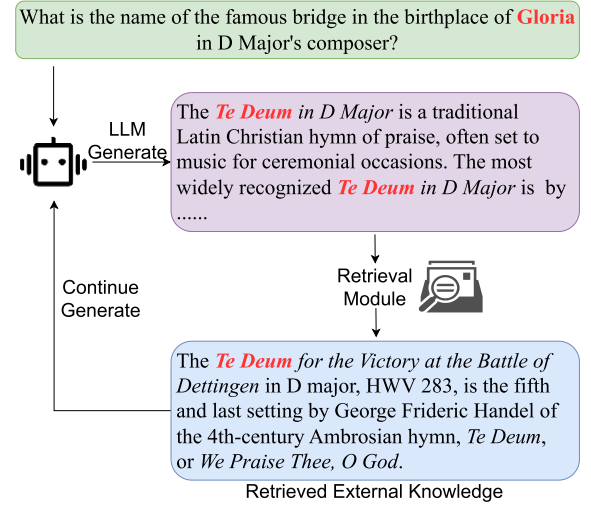 What is the name of the famous bridge in the birthplace of Gloria
in D Major's composer?
LLM
Generate
The Te Deum in D Major is a traditional
Latin Christian hymn of praise, often set to
music for ceremonial occasions. The most
widely recognized Te Deum in D Major is by
......
Retrieval
Module
Continue
Generate
The Te Deum for the Victory at the Battle of
Dettingen in D major, HWV 283, is the fifth
and last setting by George Frideric Handel of
the 4th-century Ambrosian hymn, Te Deum,
or We Praise Thee, O God.
Retrieved External Knowledge